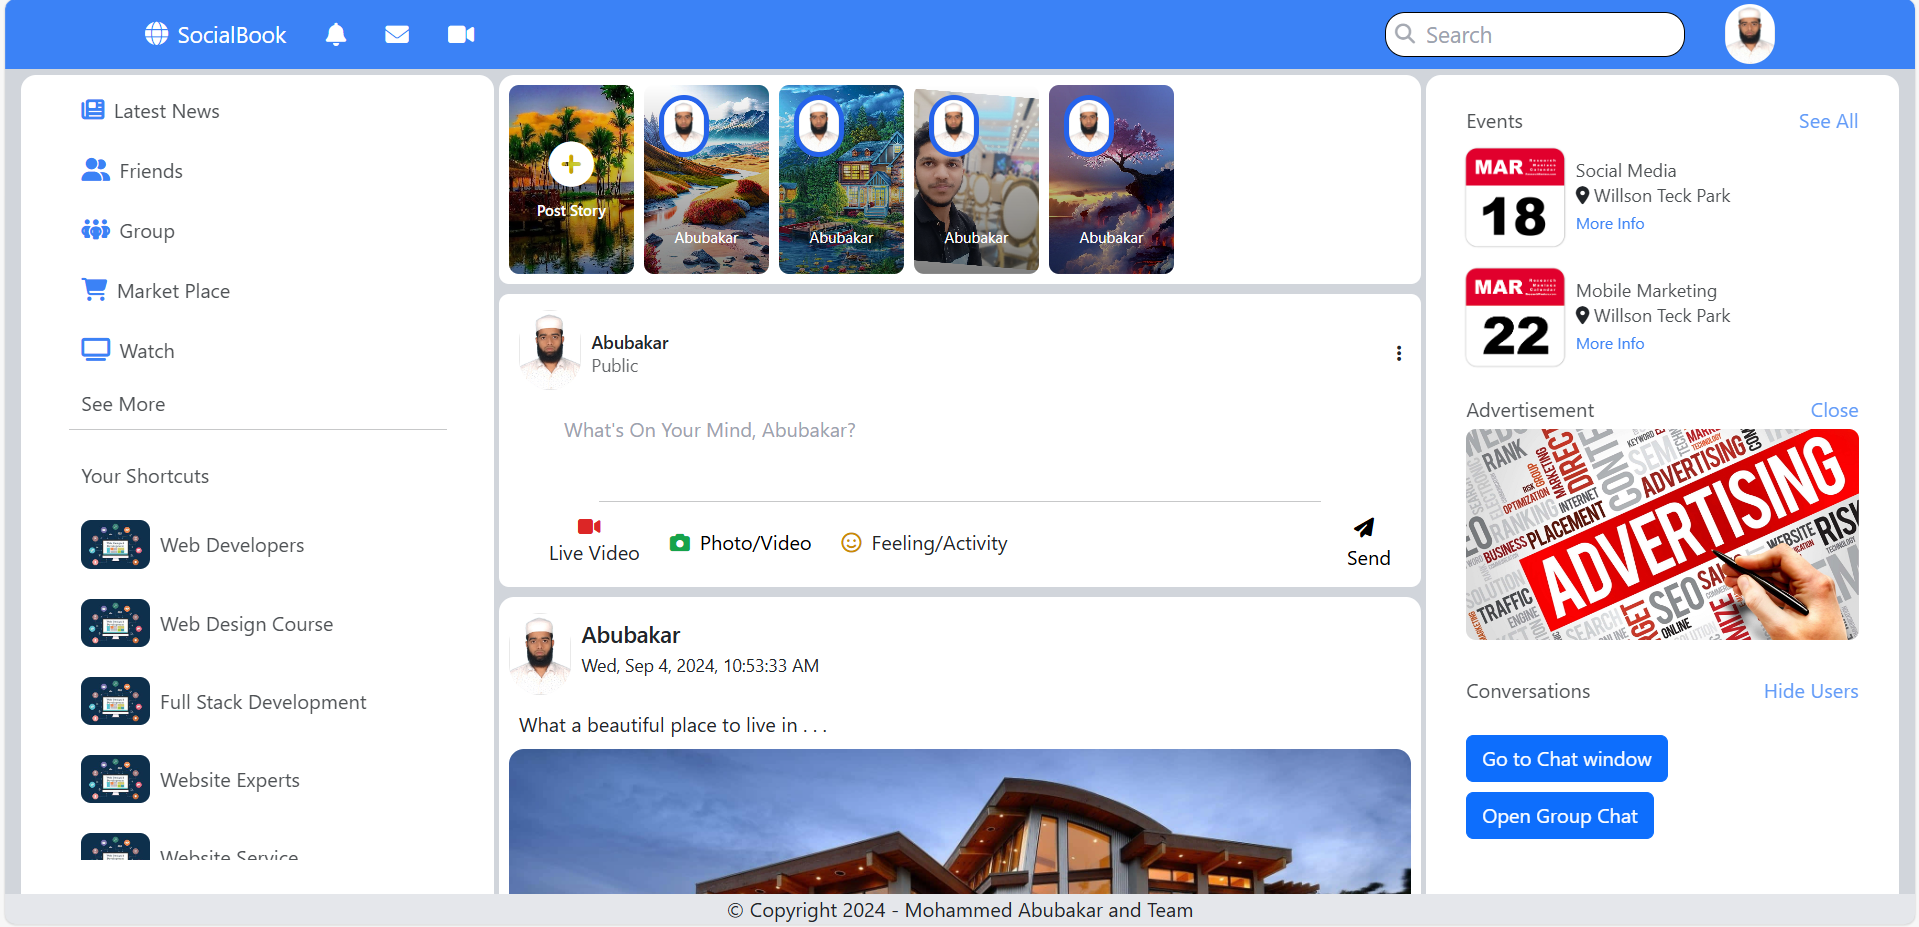 SocialBook
Search
Latest News
Friends
Group
Market Place
Watch
See More
Your Shortcuts
Web Developers
Web Design Course
Full Stack Development
Website Experts
Website Service
Post Story
Abubakar
Abubakar
Abubakar
Abubakar
Abubakar
Public
What's On Your Mind, Abubakar?
Live Video
Photo/Video
Feeling/Activity
Send
Abubakar
Wed, Sep 4, 2024, 10:53:33 AM
What a beautiful place to live in . . .
Events
See All
MAR
18
Social Media
Willson Teck Park
More Info
MAR
22
Mobile Marketing
Willson Teck Park
More Info
Advertisement
Close
RANK
KEYWORD
DIRECT
MARKETING
SEM
ADVERTISING
OPTIMIZATION
INTERNET
RANKING
PLACEMENT
BUSINESS
WEBSITE
RISK
ADVERTISING
TRAFFIC
ENGINE
SEARCH
SEO
ONLINE
Conversations
Hide Users
Go to Chat window
Open Group Chat
© Copyright 2024 - Mohammed Abubakar and Team